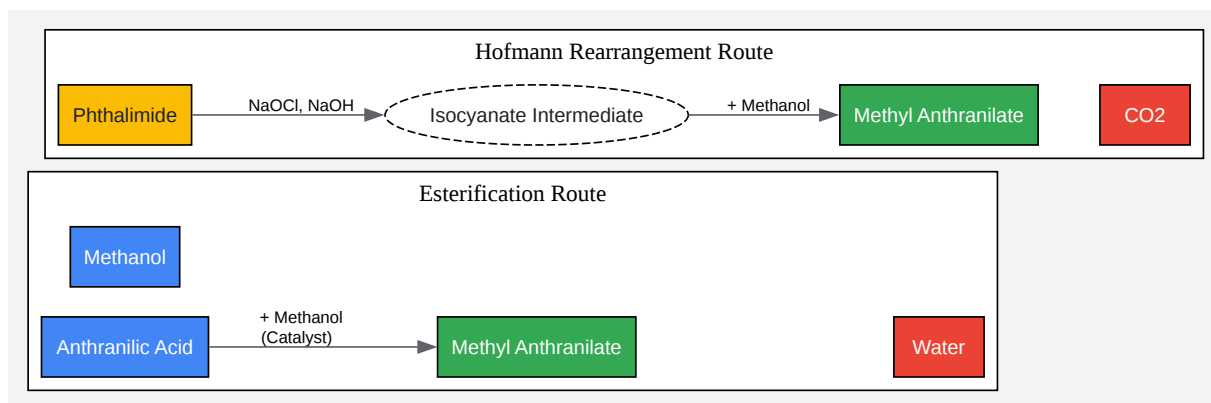 Hofmann Rearrangement Route
Phthalimide
NaOCl, NaOH
Isocyanate Intermediate
+ Methanol
Methyl Anthranilate
CO2
Esterification Route
Methanol
Anthranilic Acid
+ Methanol
(Catalyst)
Methyl Anthranilate
Water